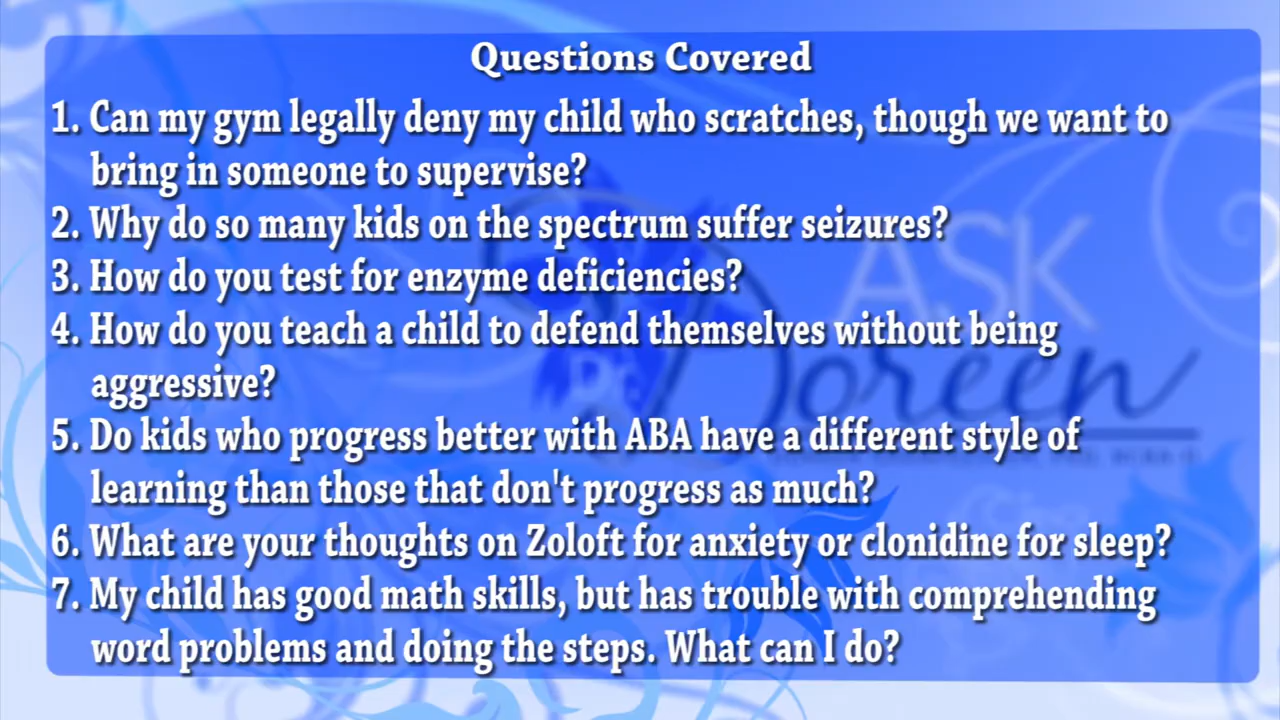 Questions Covered
1. Can my gym legally deny my child who scratches, though we want to
bring in someone to supervise?
2. Why do so many kids on the spectrum suffer seizures?
3. How do you test for enzyme deficiencies?
4. How do you teach a child to defend themselves without being
aggressive?
5. Do kids who progress better with ABA have a different style of
learning than those that don't progress as much?
6. What are your thoughts on Zoloft for anxiety or clonidine for sleep?
7. My child has good math skills, but has trouble with comprehending
word problems and doing the steps. What can I do?
ASK
Dr.
Doreen